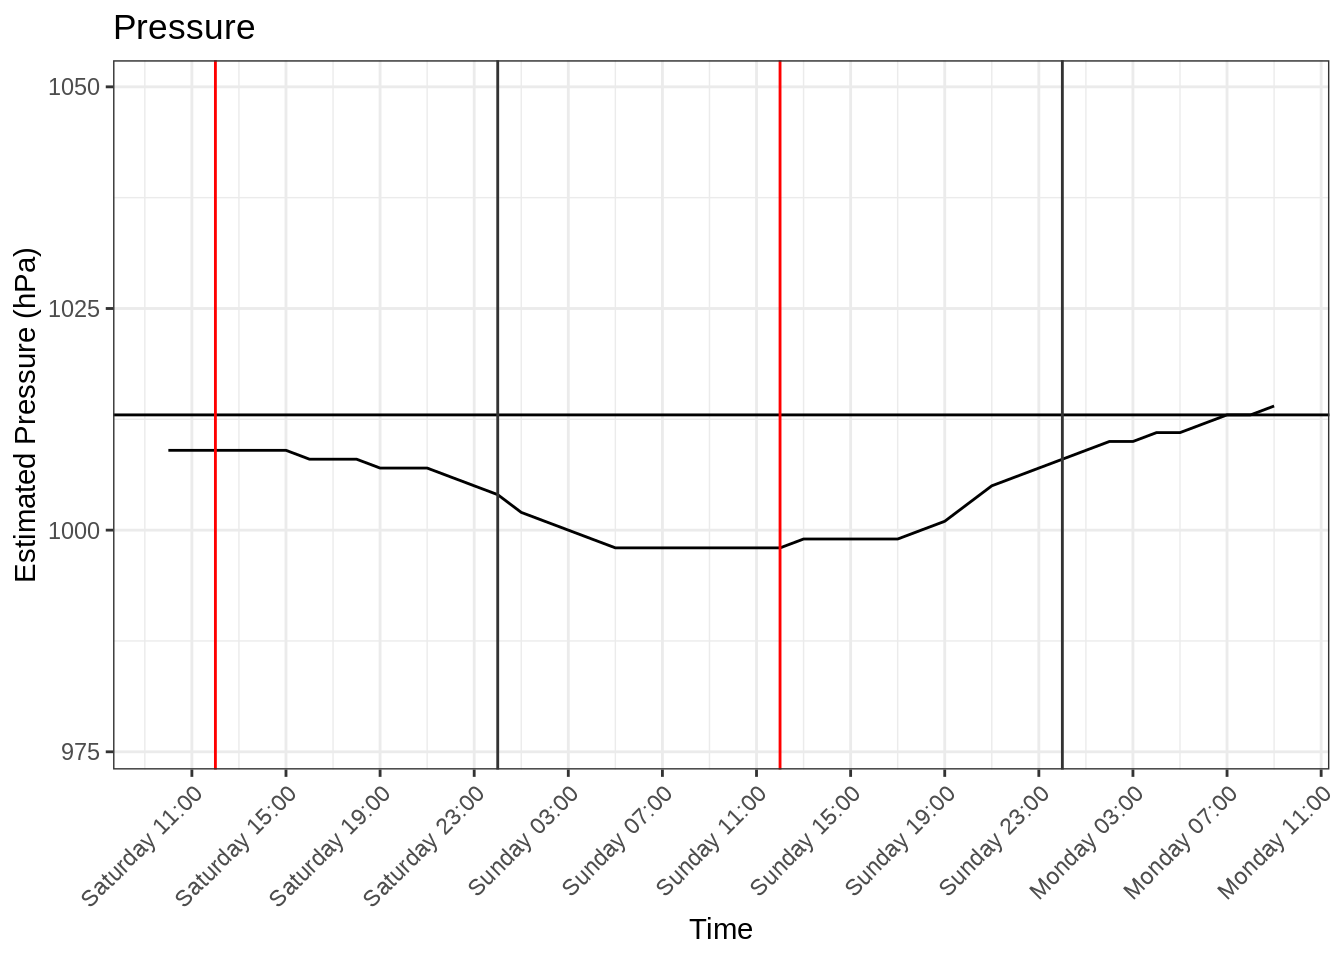 Pressure
Estimated Pressure (hPa)
1050
1025
1000
975
Saturday 11:00
Saturday 15:00
Saturday 19:00
Saturday 23:00
Sunday 03:00
Sunday 07:00
Sunday 11:00
Sunday 15:00
Sunday 19:00
Sunday 23:00
Monday 03:00
Monday 07:00
Monday 11:00
Time